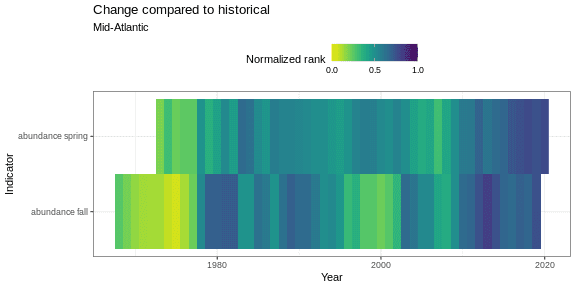 Change compared to historical
Mid-Atlantic
Normalized rank
0.0 0.5 1.0
Indicator
abundance spring
abundance fall
1980 2000 2020
Year